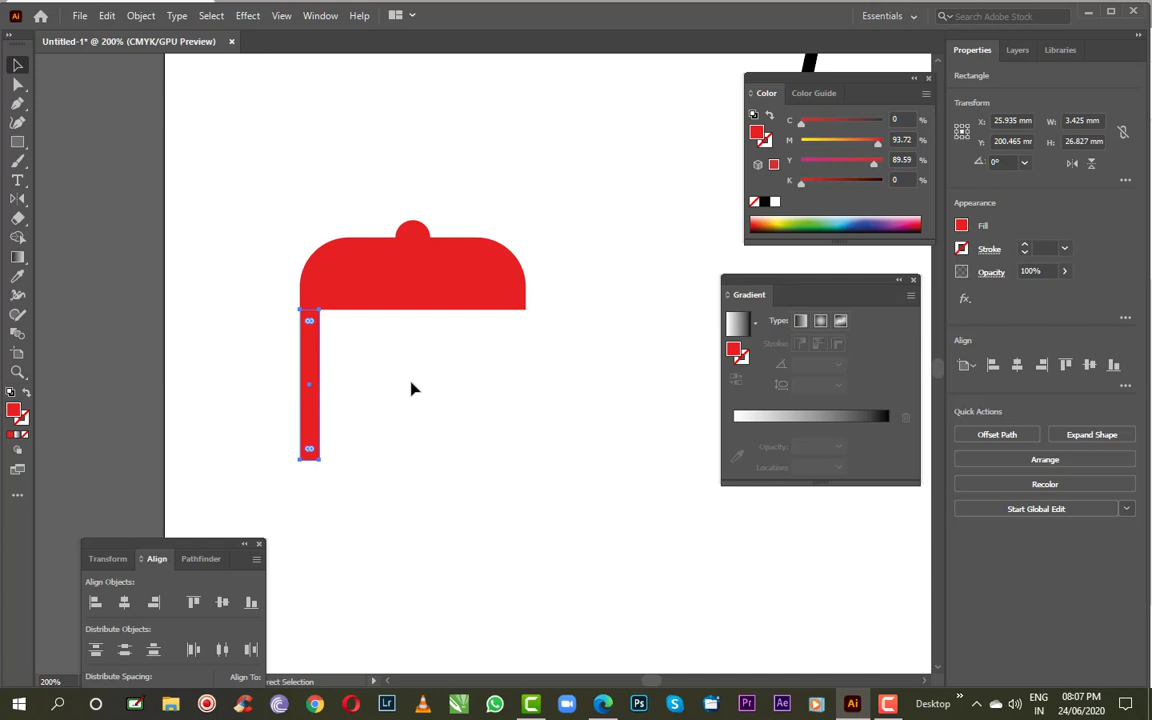 File Edit Object Type Select Effect View Window Help
Essentials
Search Adobe Stock
Untitled-1* @ 200% (CMYK/GPU Preview)
Properties Layers Libraries
Rectangle
Transform
X: 25.935 mm W: 3.425 mm
Y: 200.465 mm H: 26.827 mm
0°
Appearance
Fill
Stroke
Opacity 100%
fx.
Align
Quick Actions
Offset Path Expand Shape
Arrange
Recolor
Start Global Edit
Color Color Guide
C 0 %
M 93.72 %
Y 89.59 %
K 0 %
Gradient
Type:
Stroke:
Opacity:
Locations
Transform Align Pathfinder
Align Objects:
Distribute Objects:
Distribute Spacing: Align To:
200% rect Selection
Desktop
ENG
IN
08:07 PM
24/06/2020